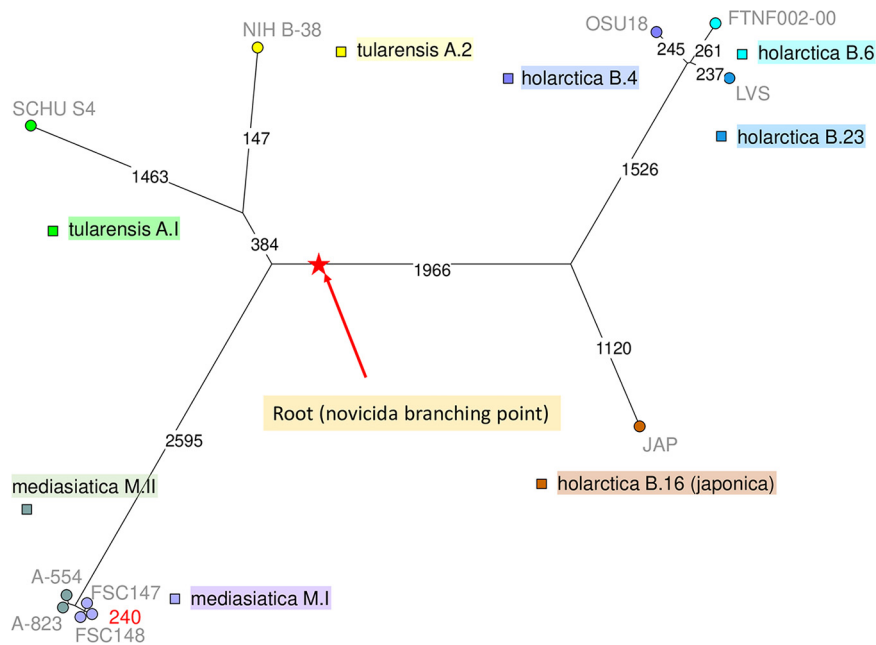 OSU18
FTNF002-00
NIH B-38
tularensis A.2
245
261
holarctica B.6
holarctica B.4
237
LVS
SCHU S4
147
holarctica B.23
1463
1526
tularensis A.I
384
1966
1120
Root (novicida branching point)
2595
JAP
mediasiatica M.II
holarctica B.16 (japonica)
A-554
FSC147
mediasiatica M.I
A-823
240
FSC148